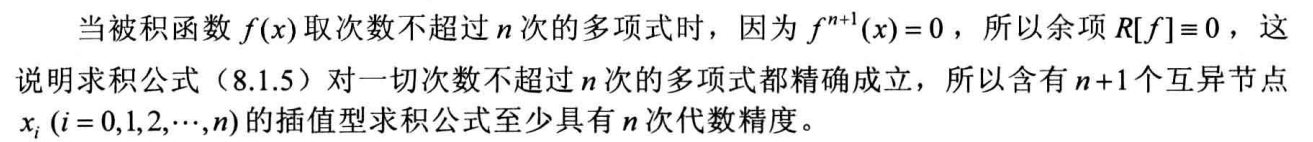 当被积函数 f(x) 取次数不超过 n 次的多项式时，因为 fⁿ⁺¹(x) = 0，所以余项 R[f] ≡ 0，这
说明求积公式（8.1.5）对一切次数不超过 n 次的多项式都精确成立，所以含有 n+1 个互异节点
xᵢ (i = 0,1,2,⋯,n) 的插值型求积公式至少具有 n 次代数精度。